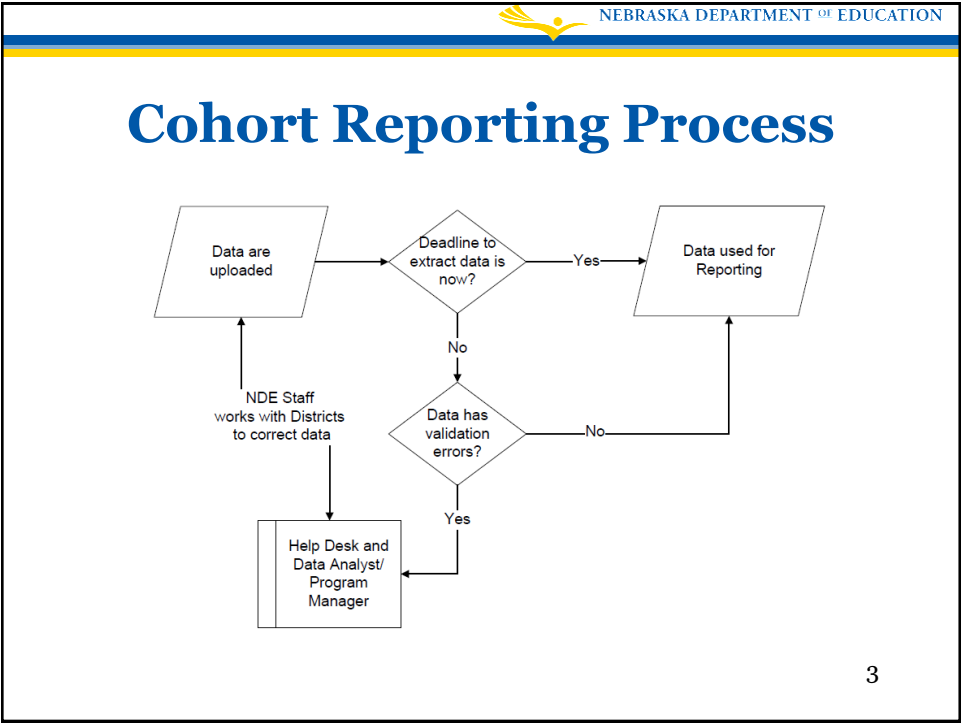 NEBRASKA DEPARTMENT OF EDUCATION
Cohort Reporting Process
Data are
uploaded
Deadline to
extract data is
now?
Yes
Data used for
Reporting
No
NDE Staff
works with Districts
to correct data
Data has
validation
errors?
No
Yes
Help Desk and
Data Analyst/
Program
Manager
3